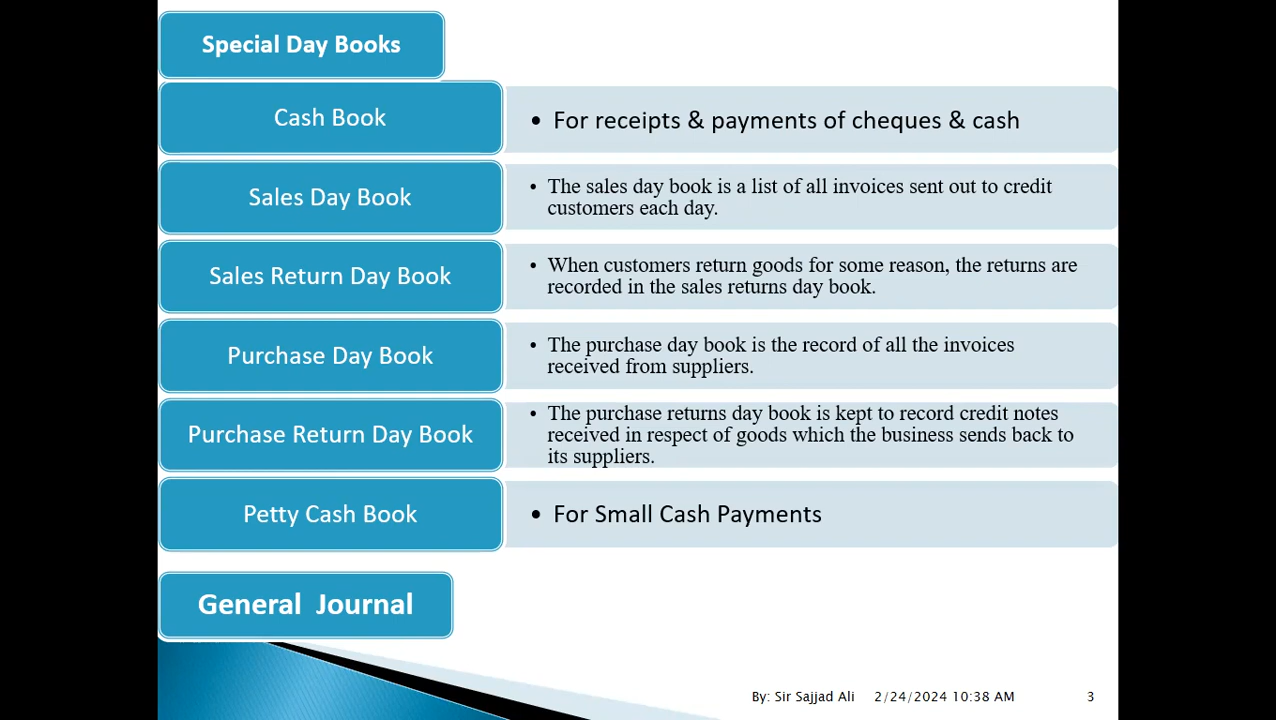 Special Day Books
Cash Book
• For receipts & payments of cheques & cash
Sales Day Book
• The sales day book is a list of all invoices sent out to credit
customers each day.
Sales Return Day Book
• When customers return goods for some reason, the returns are
recorded in the sales returns day book.
Purchase Day Book
• The purchase day book is the record of all the invoices
received from suppliers.
Purchase Return Day Book
• The purchase returns day book is kept to record credit notes
received in respect of goods which the business sends back to
its suppliers.
Petty Cash Book
• For Small Cash Payments
General Journal
By: Sir Sajjad Ali 2/24/2024 10:38 AM 3